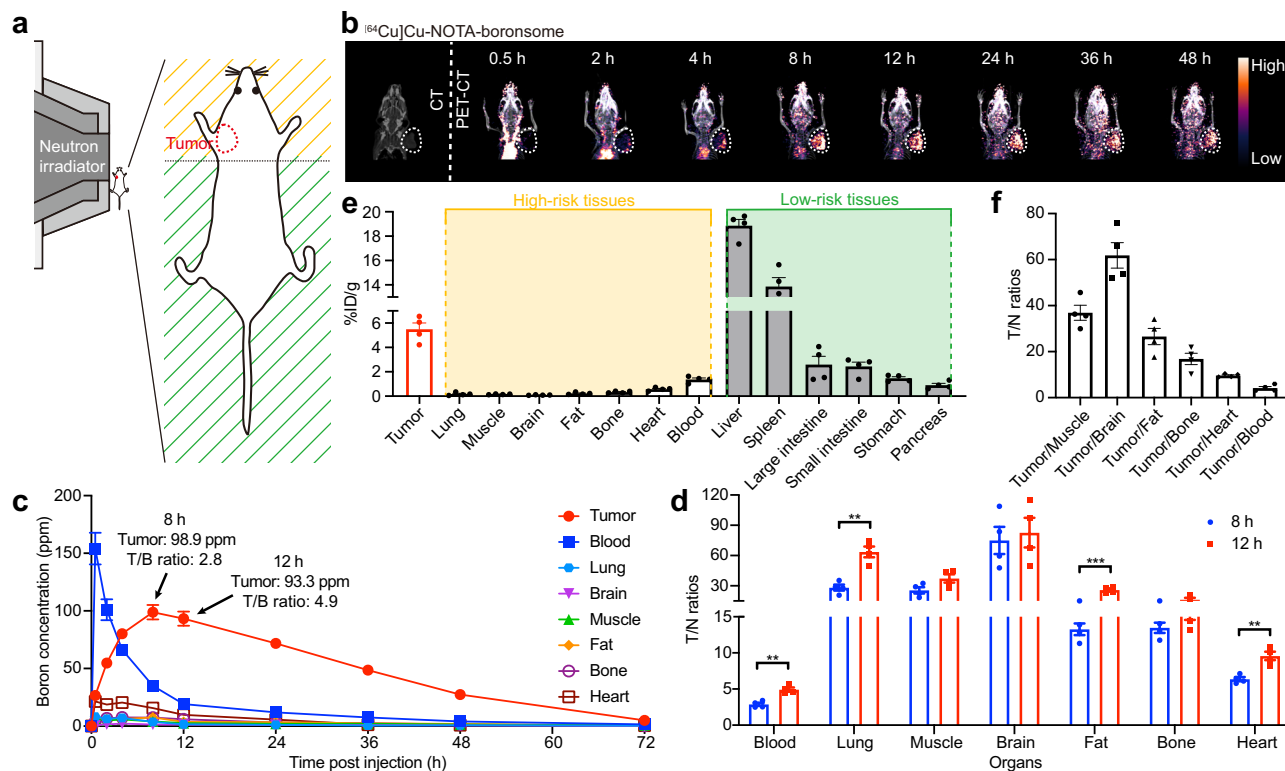 a
Neutron
irradiator
Tumor
b
[64Cu]Cu-NOTA-boronsome
CT
PET-CT
0.5 h
2 h
4 h
8 h
12 h
24 h
36 h
48 h
High
Low
e
High-risk tissues
Low-risk tissues
%ID/g
20
18
14
8
6
4
2
0
Tumor
Lung
Muscle
Brain
Fat
Bone
Heart
Blood
Liver
Spleen
Large intestine
Small intestine
Stomach
Pancreas
f
T/N ratios
80
60
40
20
0
Tumor/Muscle
Tumor/Brain
Tumor/Fat
Tumor/Bone
Tumor/Heart
Tumor/Blood
c
Boron concentration (ppm)
200
150
100
50
0
8 h
Tumor: 98.9 ppm
T/B ratio: 2.8
12 h
Tumor: 93.3 ppm
T/B ratio: 4.9
Tumor
Blood
Lung
Brain
Muscle
Fat
Bone
Heart
0 12 24 36 48 72
Time post injection (h)
d
T/N ratios
120
90
60
30
15
10
5
0
8 h
12 h
**
**
***
**
Blood Lung Muscle Brain Fat Bone Heart
Organs